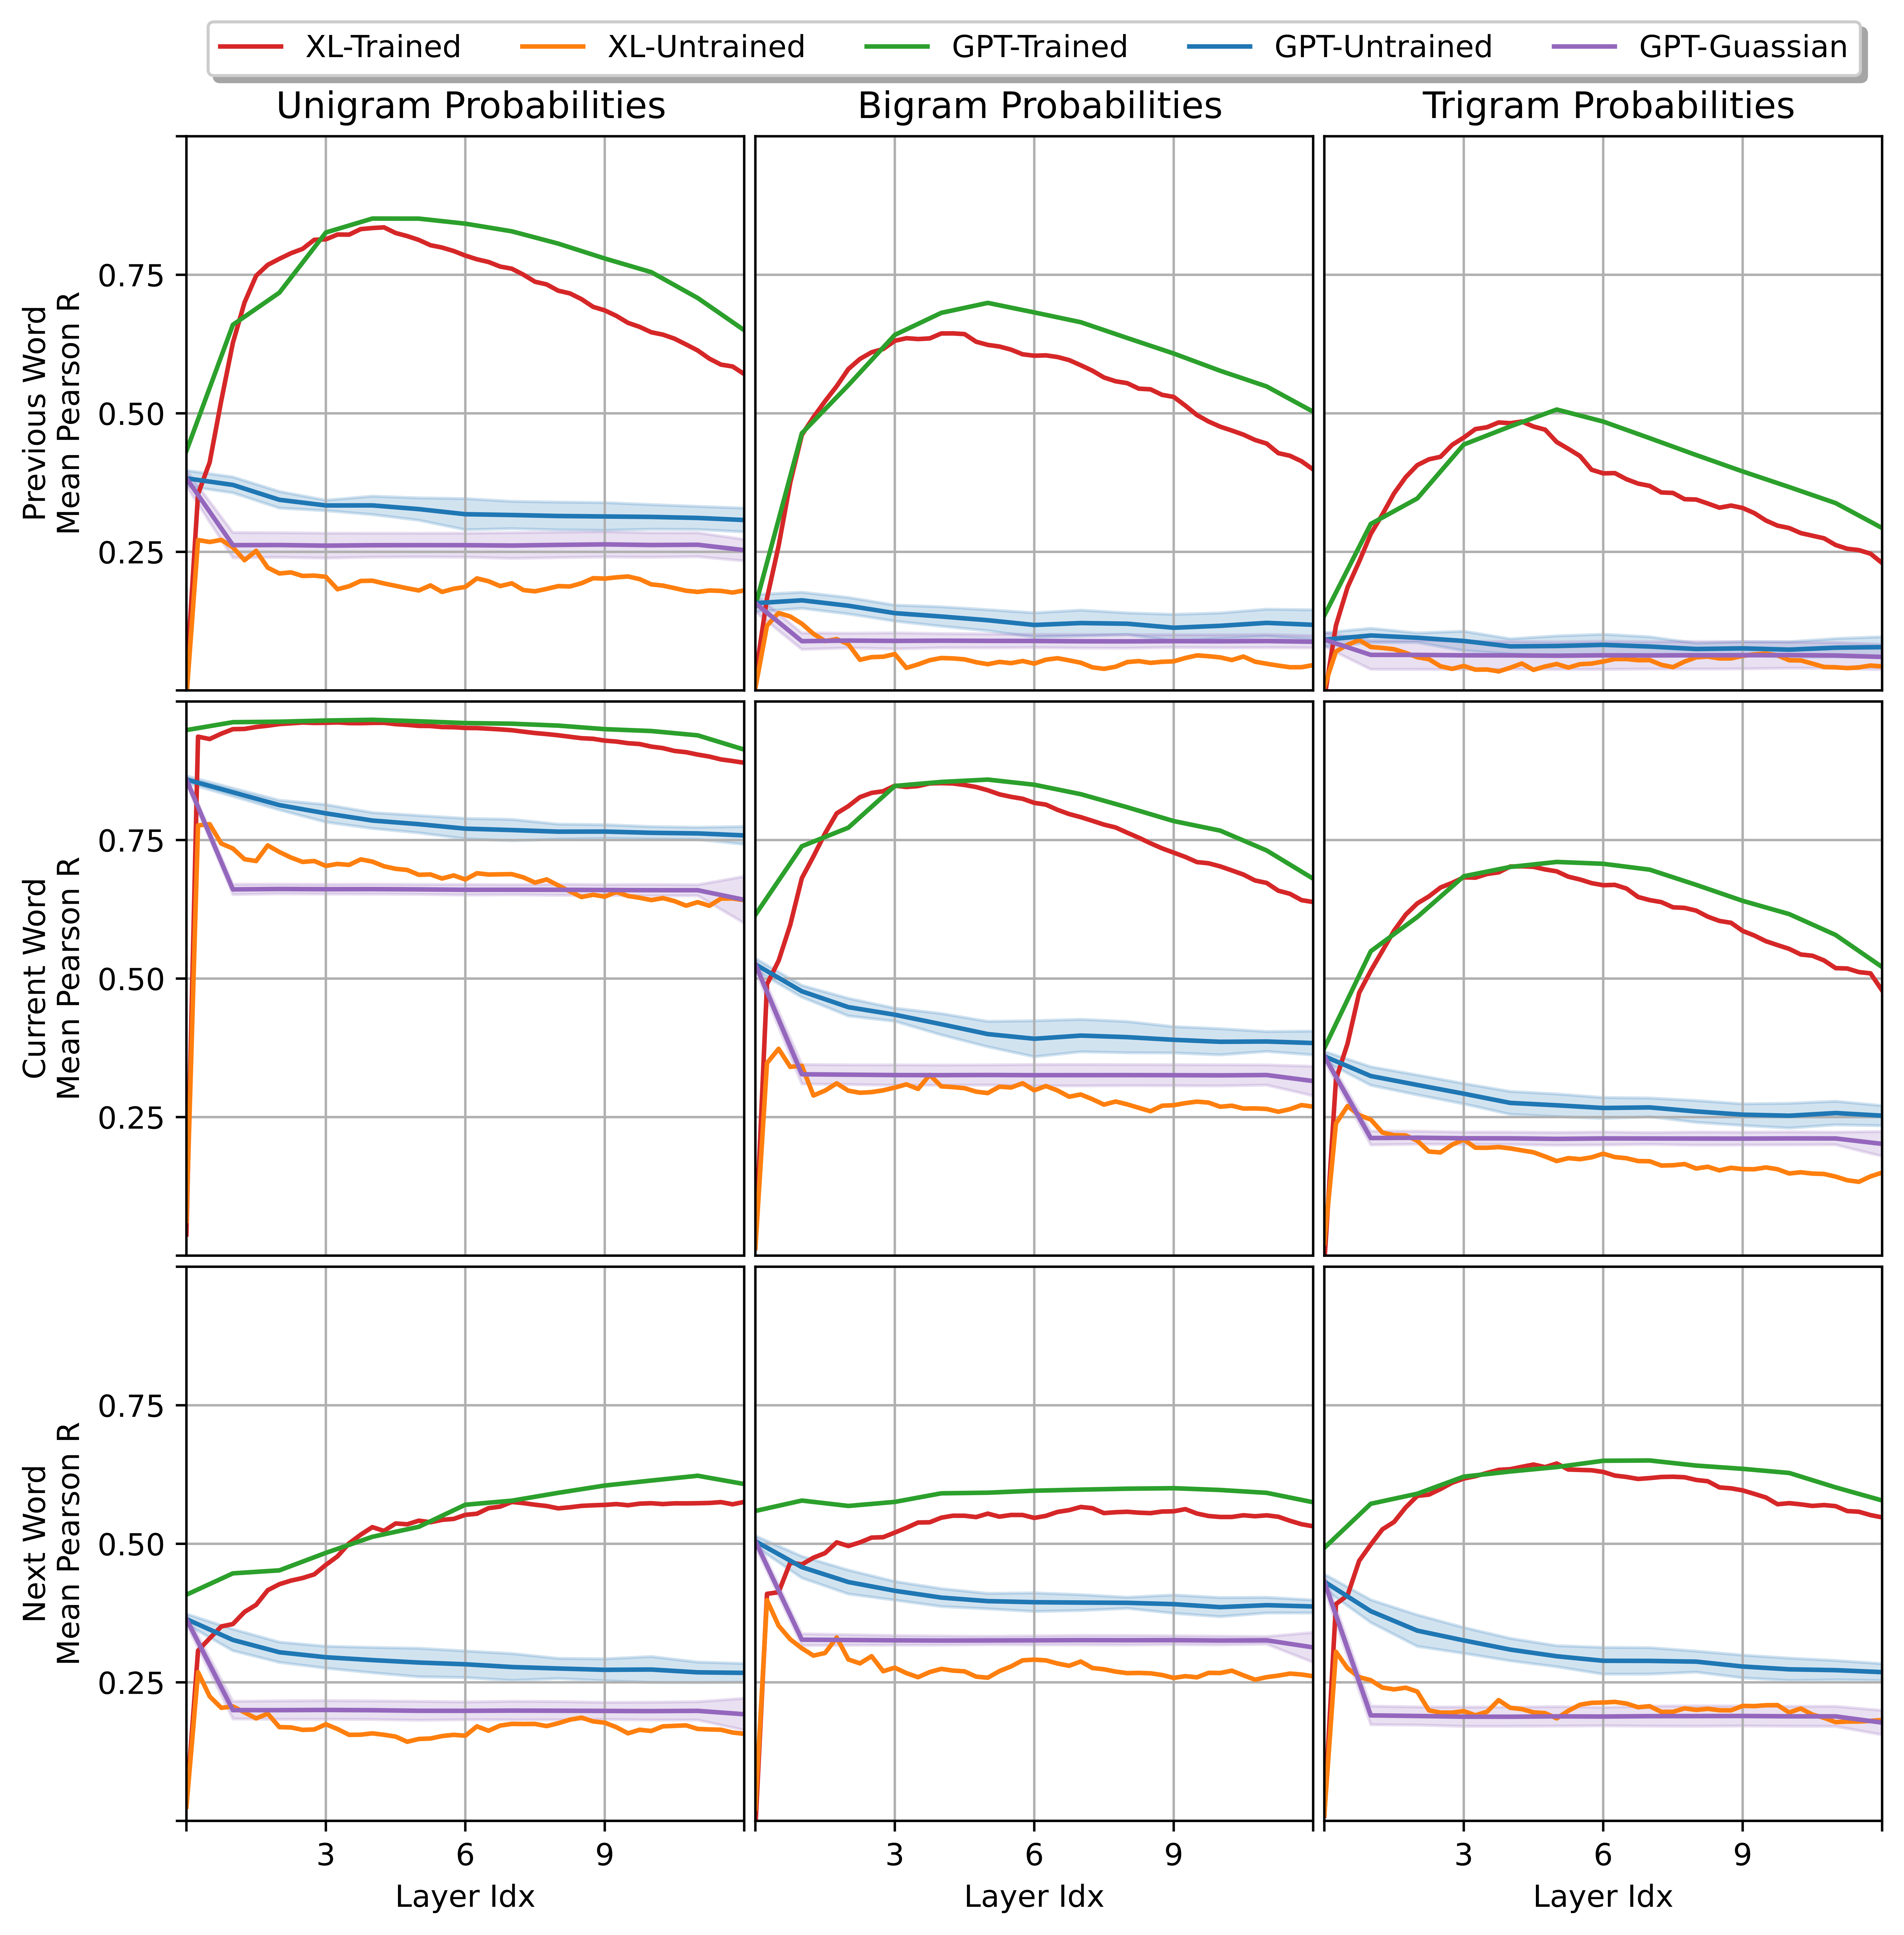 XL-Trained XL-Untrained GPT-Trained GPT-Untrained GPT-Guassian
Unigram Probabilities Bigram Probabilities Trigram Probabilities
Previous Word
Mean Pearson R
0.75
0.50
0.25
Current Word
Mean Pearson R
0.75
0.50
0.25
Next Word
Mean Pearson R
0.75
0.50
0.25
3 6 9 3 6 9 3 6 9
Layer Idx Layer Idx Layer Idx